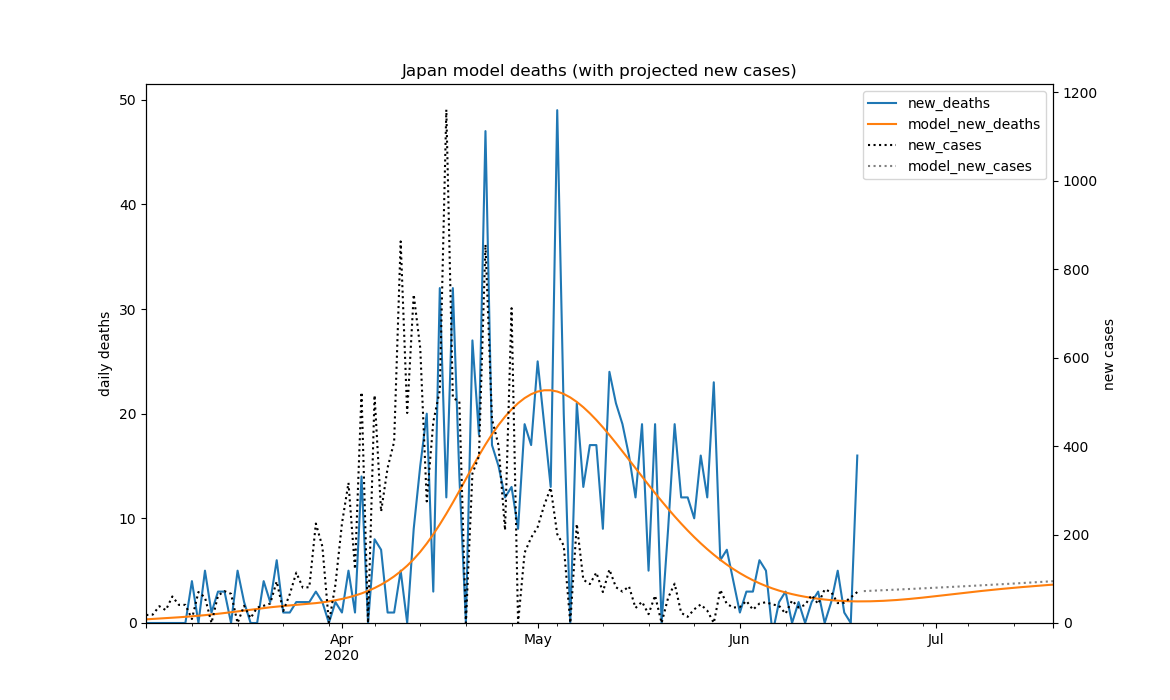 Japan model deaths (with projected new cases)
50
40
30
20
10
0
daily deaths
1200
1000
800
600
400
200
0
new cases
new_deaths
model_new_deaths
new_cases
model_new_cases
Apr
2020
May
Jun
Jul